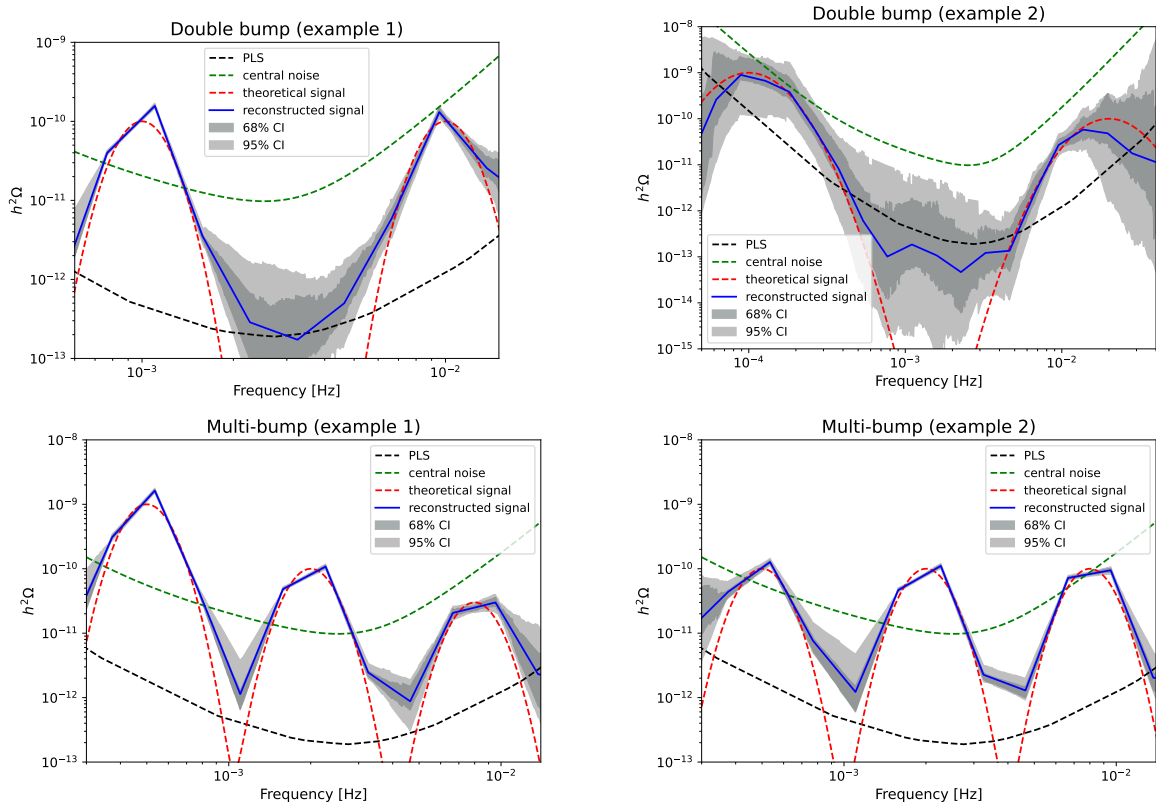 Double bump (example 1)
10⁻⁹
10⁻¹⁰
10⁻¹¹
10⁻¹²
10⁻¹³
h²Ω
PLS
central noise
theoretical signal
reconstructed signal
68% CI
95% CI
10⁻³
10⁻²
Frequency [Hz]
Double bump (example 2)
10⁻⁸
10⁻⁹
10⁻¹⁰
10⁻¹¹
10⁻¹²
10⁻¹³
10⁻¹⁴
10⁻¹⁵
h²Ω
PLS
central noise
theoretical signal
reconstructed signal
68% CI
95% CI
10⁻⁴
10⁻³
10⁻²
Frequency [Hz]
Multi-bump (example 1)
10⁻⁸
10⁻⁹
10⁻¹⁰
10⁻¹¹
10⁻¹²
10⁻¹³
h²Ω
PLS
central noise
theoretical signal
reconstructed signal
68% CI
95% CI
10⁻³
10⁻²
Frequency [Hz]
Multi-bump (example 2)
10⁻⁸
10⁻⁹
10⁻¹⁰
10⁻¹¹
10⁻¹²
10⁻¹³
h²Ω
PLS
central noise
theoretical signal
reconstructed signal
68% CI
95% CI
10⁻³
10⁻²
Frequency [Hz]